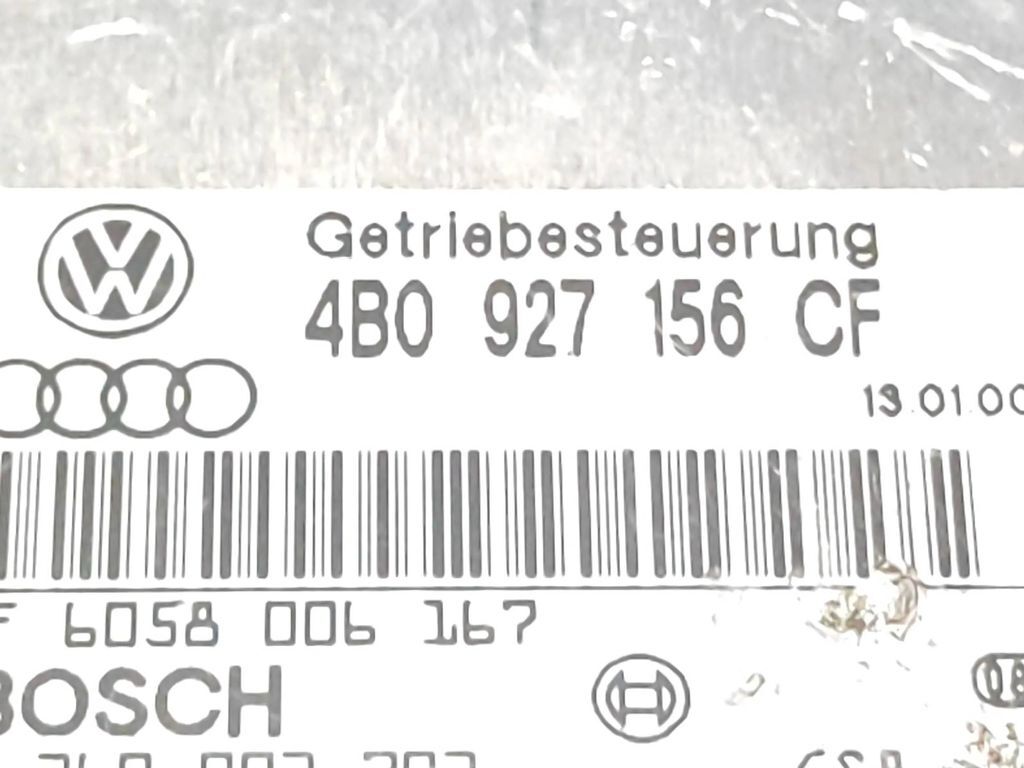 Getriebesteuerung
4B0 927 156 CF
13.01.00
6058 006 167
BOSCH